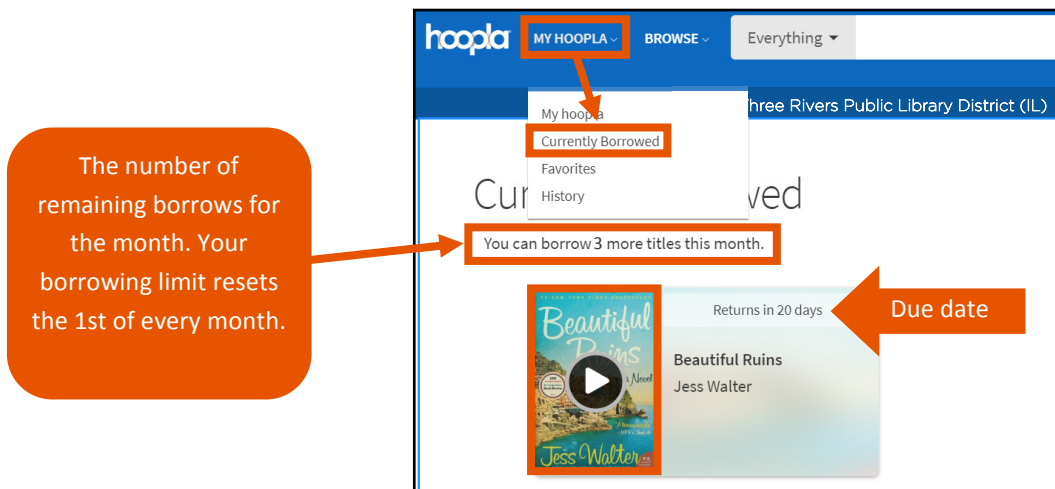 hoopla MY HOOPLA BROWSE Everything
hree Rivers Public Library District (IL)
My hoopla
Currently Borrowed
Favorites
History
Cur ved
You can borrow 3 more titles this month.
The number of
remaining borrows for
the month. Your
borrowing limit resets
the 1st of every month.
Returns in 20 days
Due date
Beautiful Ruins
Jess Walter
Beautiful
Ruins
a Novel
Jess Walter